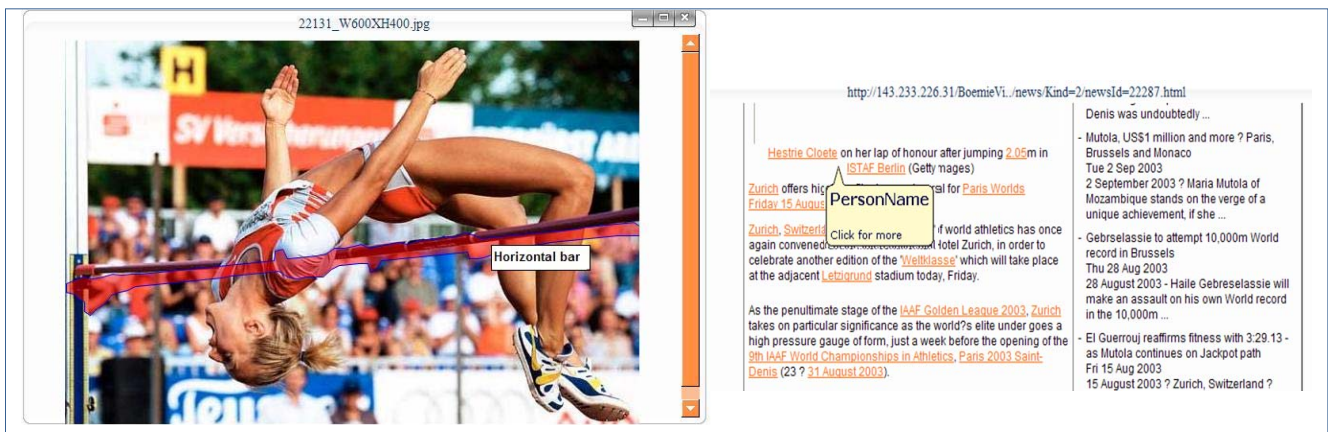 22131_W600XH400.jpg
H
SV Versicherungen
Horizontal bar
http://143.233.226.31/BoemieVi../news/Kind=2/newsId=22287.html
Hestrie Cloete on her lap of honour after jumping 2.05m in
ISTAF Berlin (Getty mages)
Zurich offers hig al for Paris Worlds
Friday 15 Augus
PersonName
Click for more
Zurich, Switzerla of world athletics has once
again convened Hotel Zurich, in order to
celebrate another edition of the 'Weltklasse' which will take place
at the adjacent Letzigrund stadium today, Friday.
As the penultimate stage of the IAAF Golden League 2003, Zurich
takes on particular significance as the world?s elite under goes a
high pressure gauge of form, just a week before the opening of the
9th IAAF World Championships in Athletics, Paris 2003 Saint-
Denis (23 ? 31 August 2003).
Denis was undoubtedly ...
- Mutola, US$1 million and more ? Paris,
Brussels and Monaco
Tue 2 Sep 2003
2 September 2003 ? Maria Mutola of
Mozambique stands on the verge of a
unique achievement, if she ...
- Gebrselassie to attempt 10,000m World
record in Brussels
Thu 28 Aug 2003
28 August 2003 - Haile Gebreselassie will
make an assault on his own World record
in the 10,000m ...
- El Guerrouj reaffirms fitness with 3:29.13 -
as Mutola continues on Jackpot path
Fri 15 Aug 2003
15 August 2003 ? Zurich, Switzerland ?